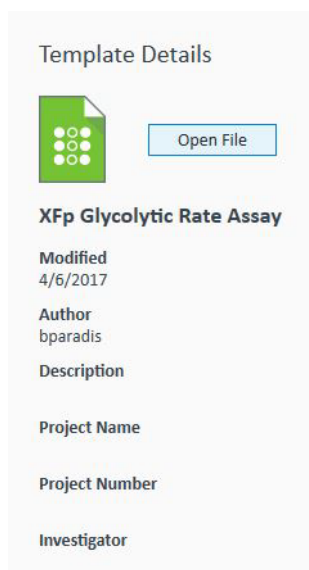 Template Details
Open File
XFp Glycolytic Rate Assay
Modified
4/6/2017
Author
bparadis
Description
Project Name
Project Number
Investigator